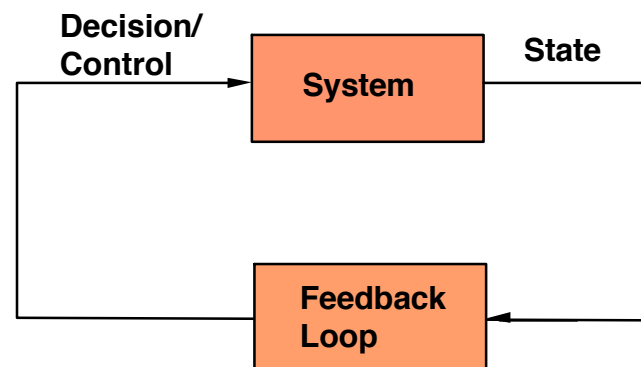 Decision/
Control
System
State
Feedback
Loop